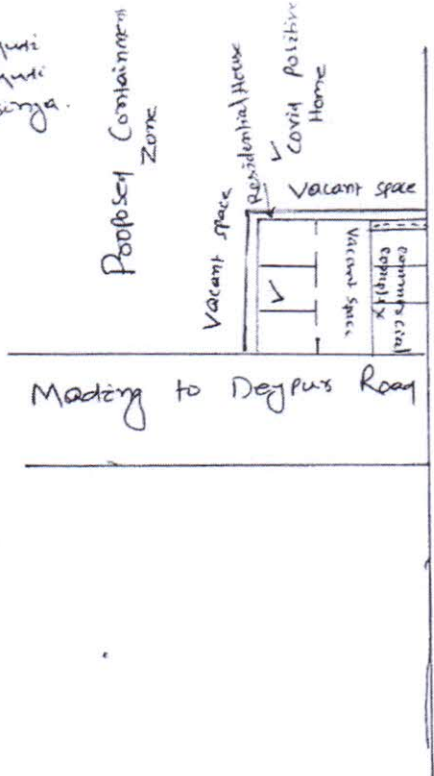 Proposed Containment
Zone
Residential House
✓ Covid Positive
Home
Vacant space
Vacant space
✓
Vacant space
Commercial
complex
Mading to Deypur Road